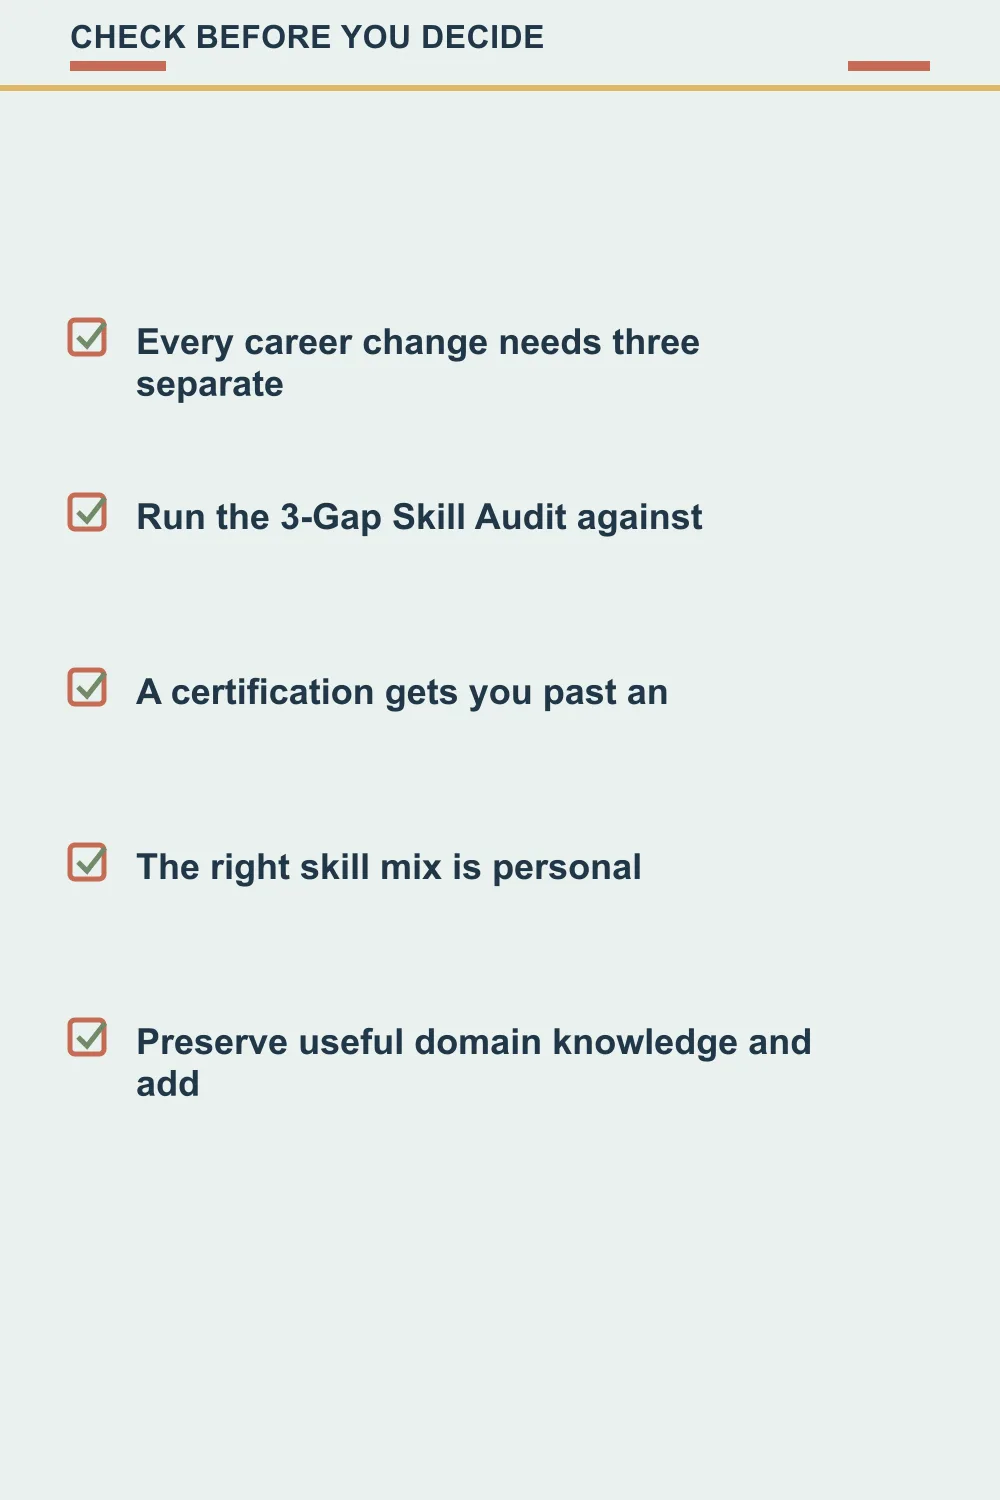 CHECK BEFORE YOU DECIDE
Every career change needs three
separate
Run the 3-Gap Skill Audit against
A certification gets you past an
The right skill mix is personal
Preserve useful domain knowledge and
add